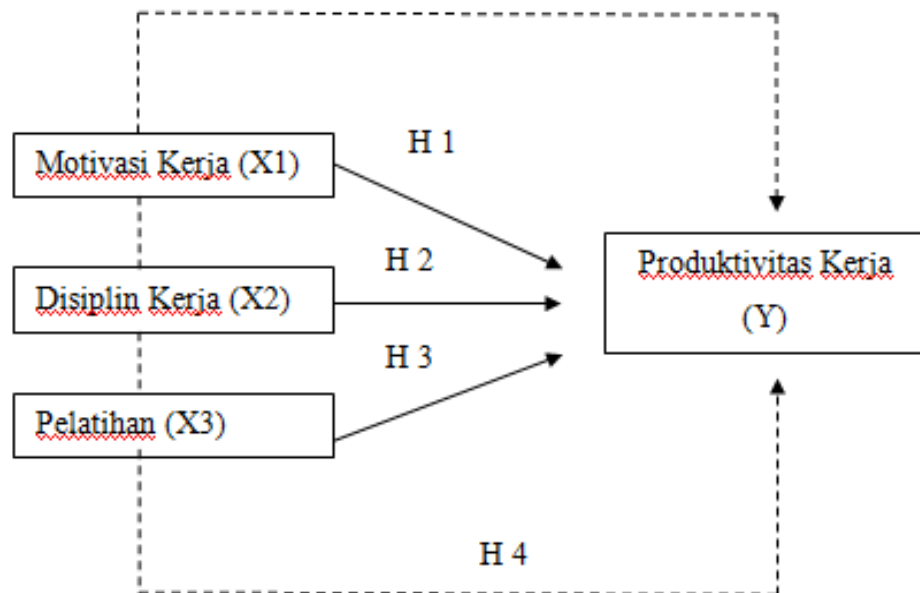 H 1
Motivasi Kerja (X1)
H 2
Disiplin Kerja (X2)
Produktivitas Kerja
(Y)
H 3
Pelatihan (X3)
H 4